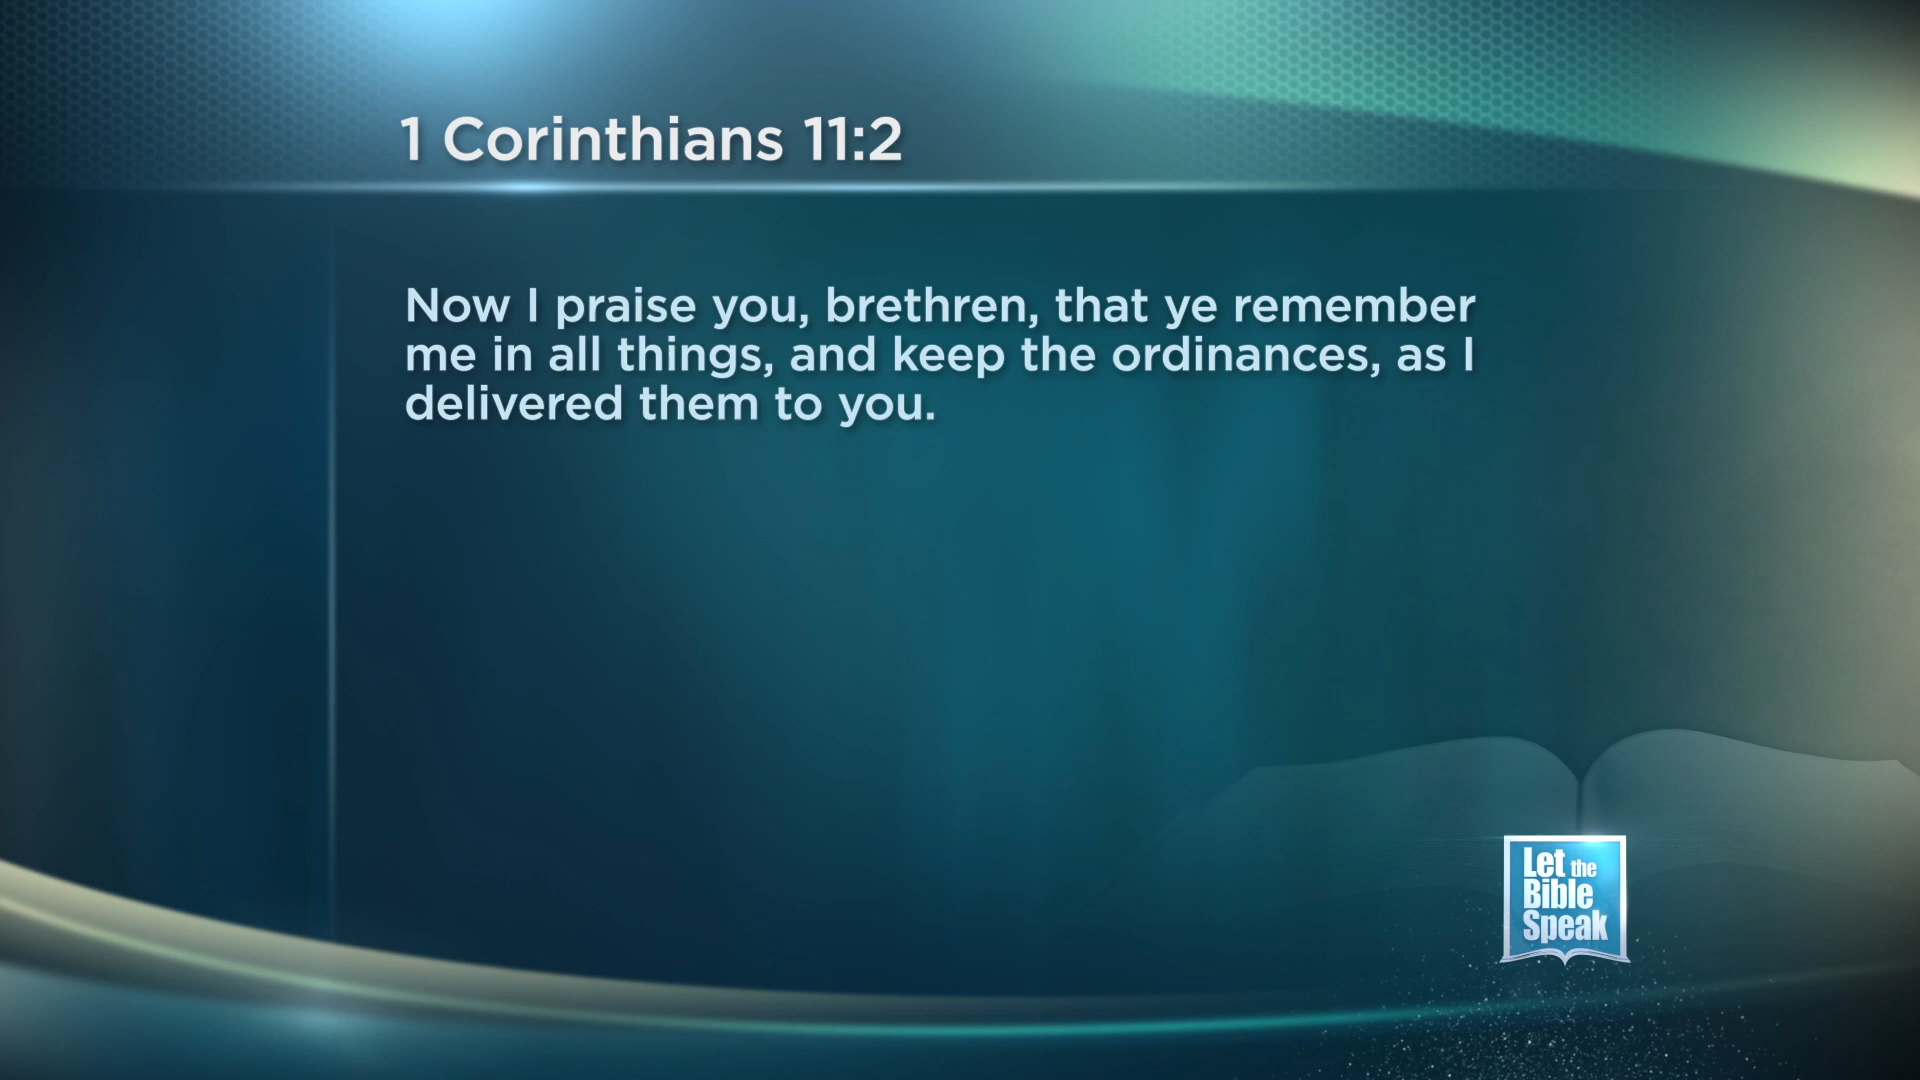 1 Corinthians 11:2
Now I praise you, brethren, that ye remember
me in all things, and keep the ordinances, as I
delivered them to you.
Let the
Bible
Speak